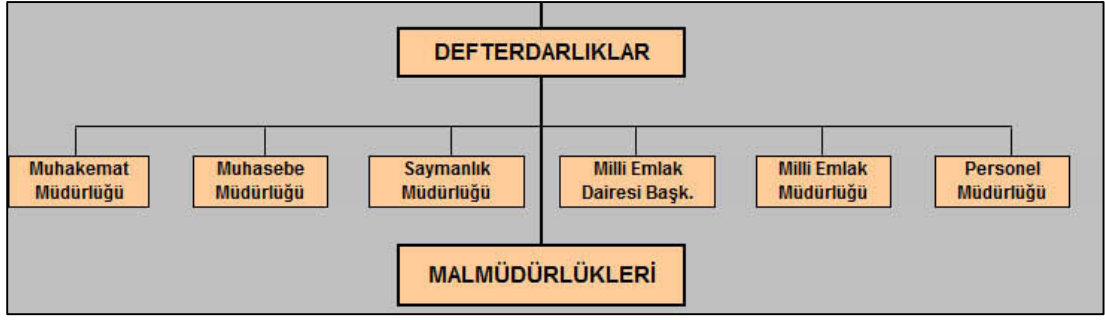 DEFTERDARLIKLAR
Muhakemat
Müdürlüğü
Muhasebe
Müdürlüğü
Saymanlık
Müdürlüğü
Milli Emlak
Dairesi Başk.
Milli Emlak
Müdürlüğü
Personel
Müdürlüğü
MALMÜDÜRLÜKLERİ